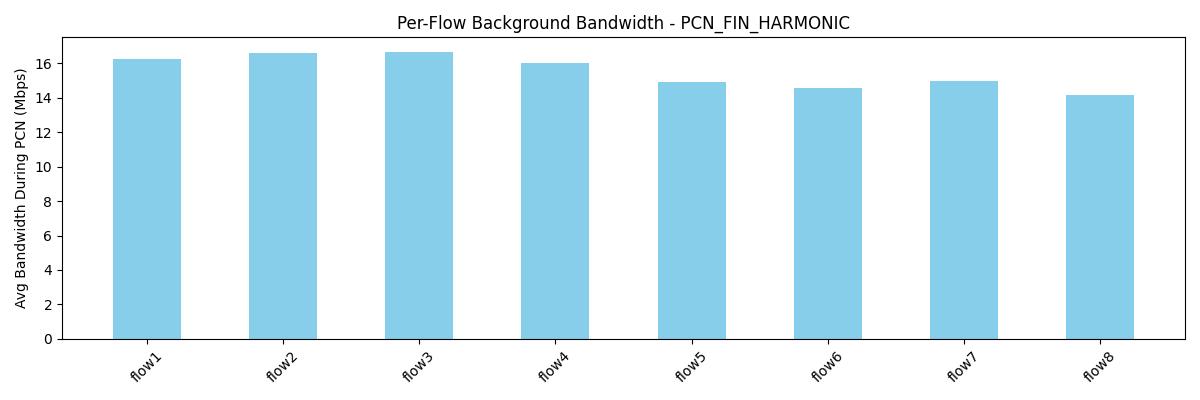 Per-Flow Background Bandwidth - PCN_FIN_HARMONIC
Avg Bandwidth During PCN (Mbps)
16
14
12
10
8
6
4
2
0
flow1
flow2
flow3
flow4
flow5
flow6
flow7
flow8